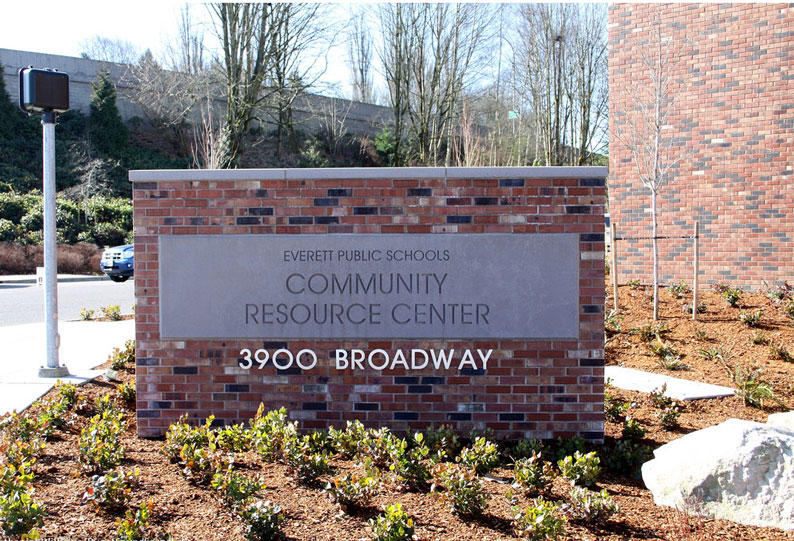 EVERETT PUBLIC SCHOOLS
COMMUNITY
RESOURCE CENTER
3900 BROADWAY